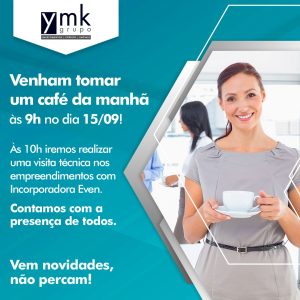 ymk
grupo
Venham tomar
um café da manhã
às 9h no dia 15/09!
Às 10h iremos realizar
uma visita técnica nos
empreendimentos com
Incorporadora Even.
Contamos com a
presença de todos.
Vem novidades,
não percam!